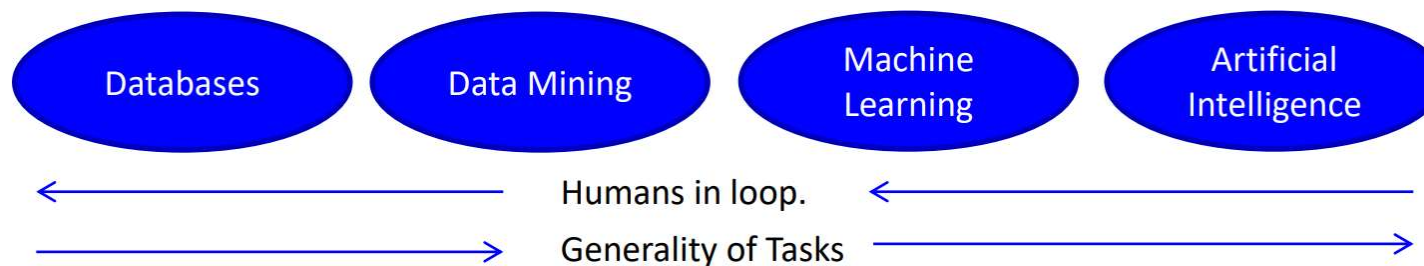 Databases
Data Mining
Machine
Learning
Artificial
Intelligence
Humans in loop.
Generality of Tasks